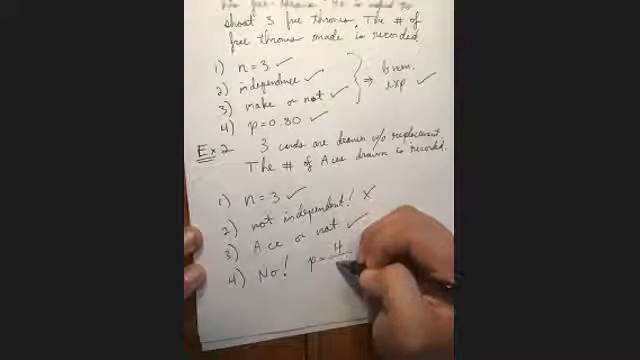 shoot 3 free throws. The # of
free throws made is recorded.
1) n = 3 ✓
2) independence ✓
3) make or not ✓
4) p = 0.80 ✓
} ⇒ binom. exp ✓
Ex 2 3 cards are drawn w/o replacement.
The # of Aces drawn is recorded.
1) n = 3 ✓
2) not independent! X
3) Ace or not ✓
4) No! p = 4